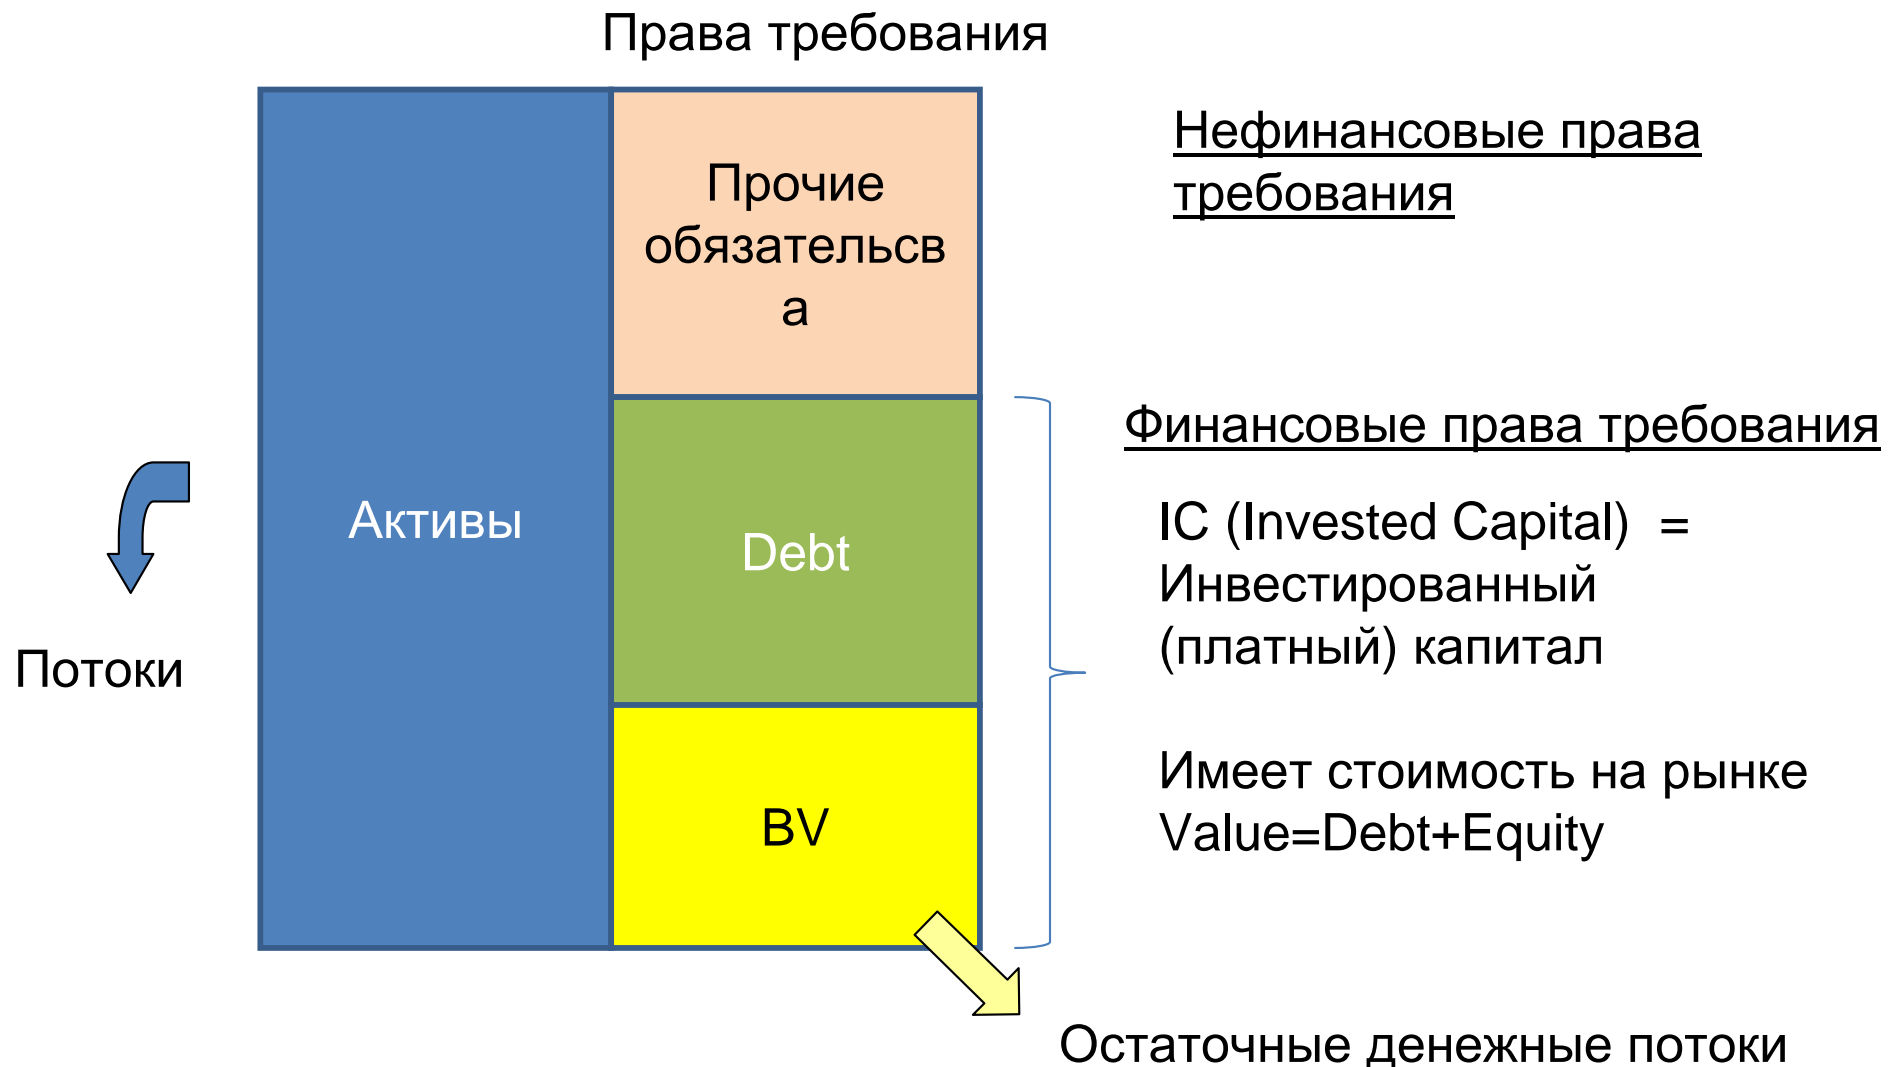 Права требования
Нефинансовые права
требования
Прочие
обязательсв
а
Финансовые права требования
Активы
Debt
IC (Invested Capital)  =
Инвестированный
(платный) капитал
Потоки
BV
Имеет стоимость на рынке
Value=Debt+Equity
Остаточные денежные потоки